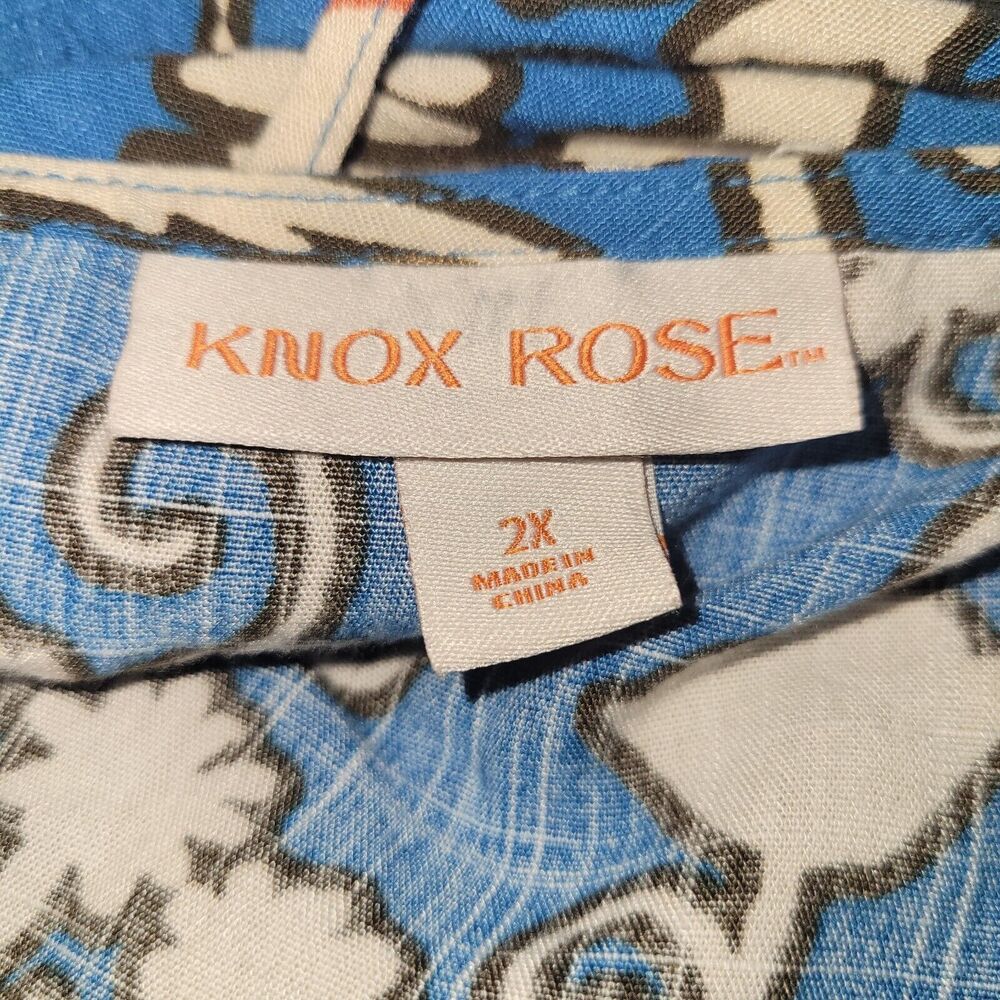 KNOX ROSE™
2X
MADE IN
CHINA